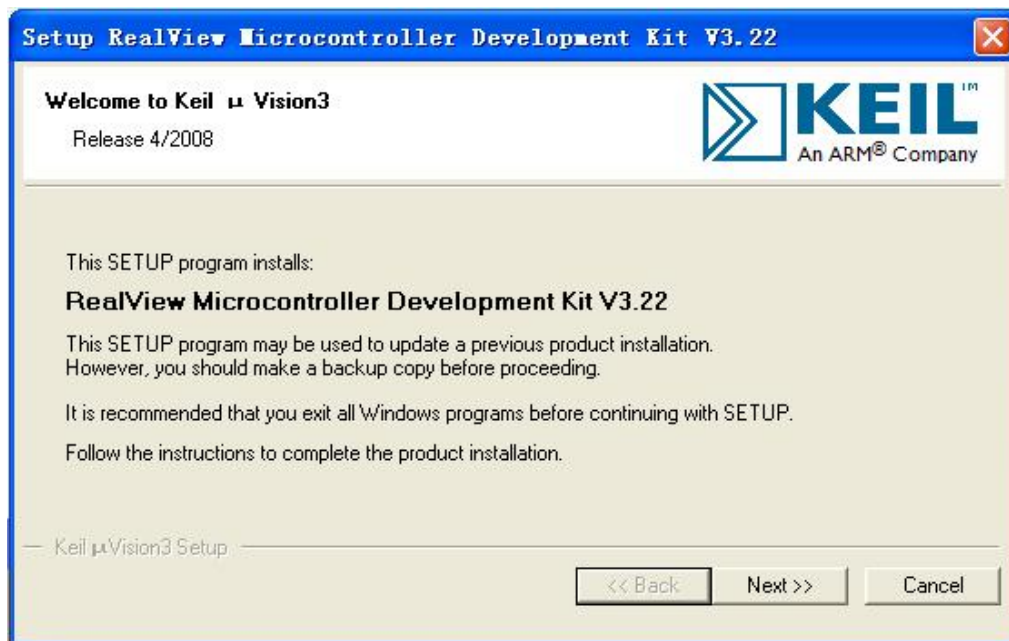 Setup RealView Microcontroller Development Kit V3.22
Welcome to Keil μ Vision3
Release 4/2008
KEIL™
An ARM® Company
This SETUP program installs:
RealView Microcontroller Development Kit V3.22
This SETUP program may be used to update a previous product installation.
However, you should make a backup copy before proceeding.
It is recommended that you exit all Windows programs before continuing with SETUP.
Follow the instructions to complete the product installation.
Keil μVision3 Setup
<< Back
Next >>
Cancel